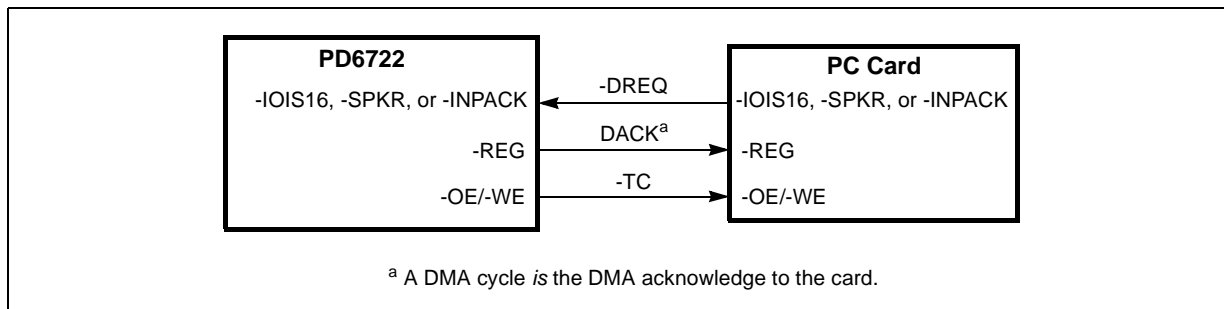 PD6722
PC Card
-IOIS16, -SPKR, or -INPACK
-DREQ
-IOIS16, -SPKR, or -INPACK
-REG
DACKᵃ
-REG
-OE/-WE
-TC
-OE/-WE
ᵃ A DMA cycle is the DMA acknowledge to the card.